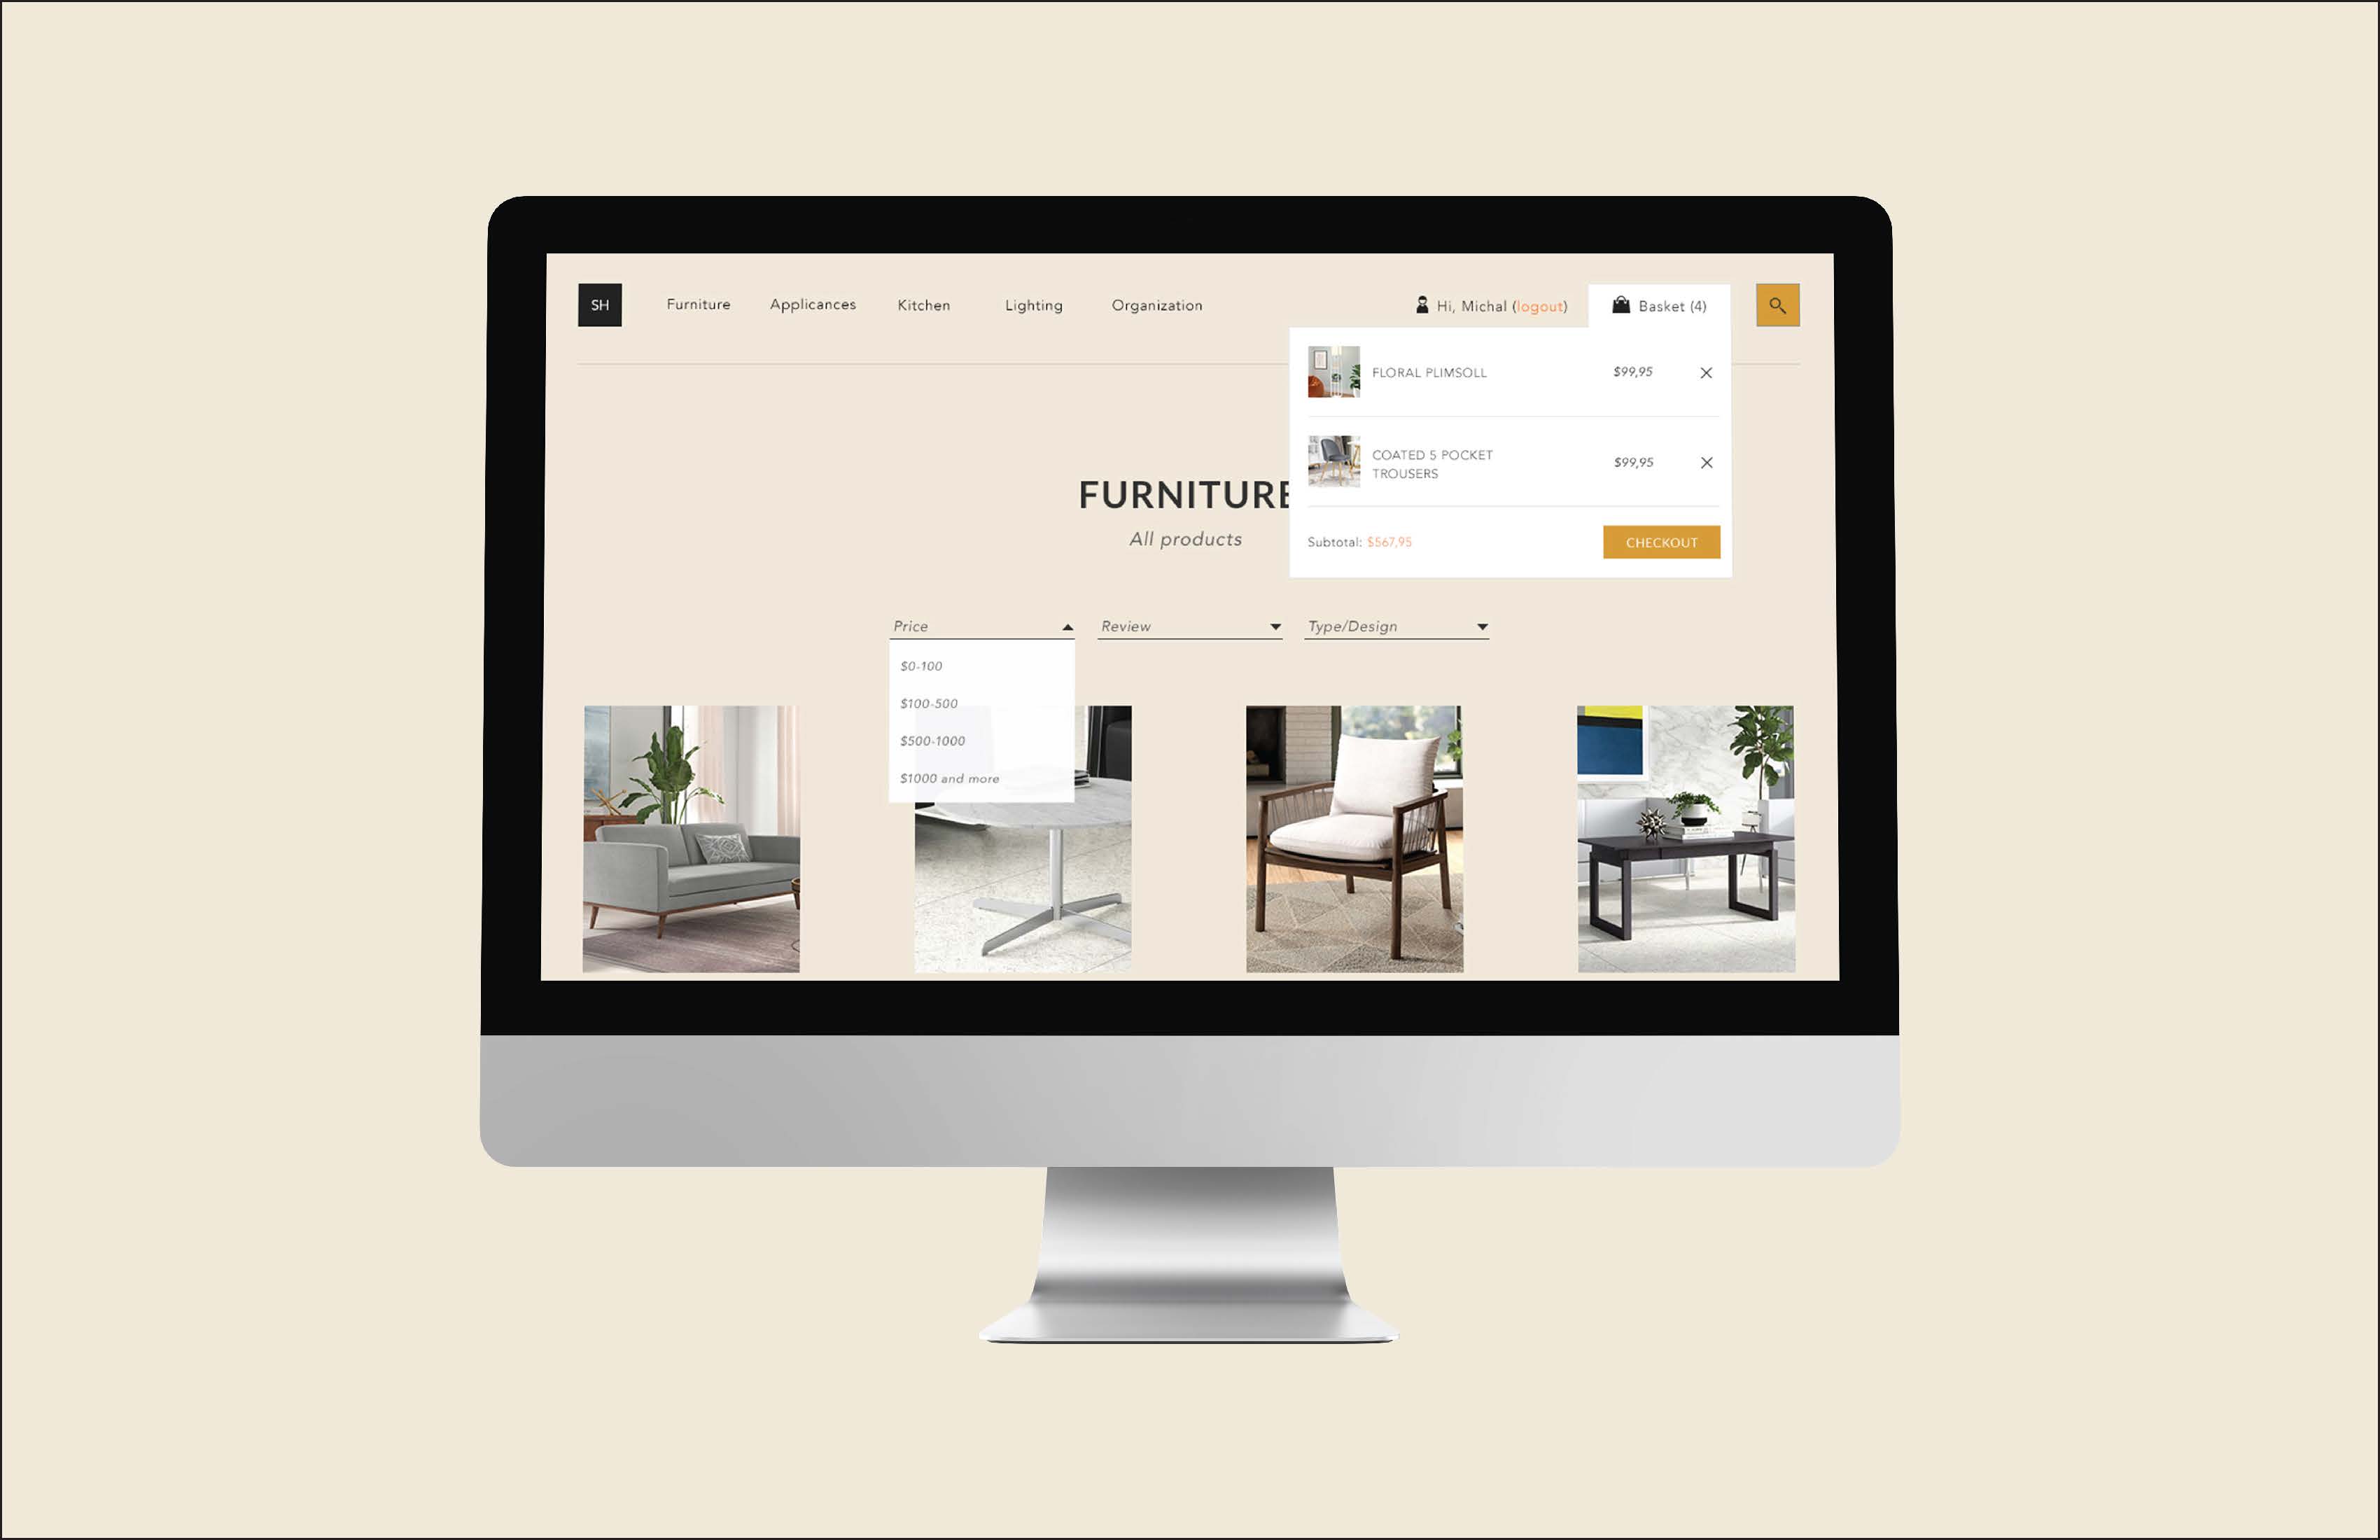 SH
Furniture
Applicances
Kitchen
Lighting
Organization
Hi, Michal (logout)
Basket (4)
FLORAL PLIMSOLL
$99,95
COATED 5 POCKET
TROUSERS
$99,95
Subtotal: $567,95
CHECKOUT
FURNITURE
All products
Price
Review
Type/Design
$0-100
$100-500
$500-1000
$1000 and more